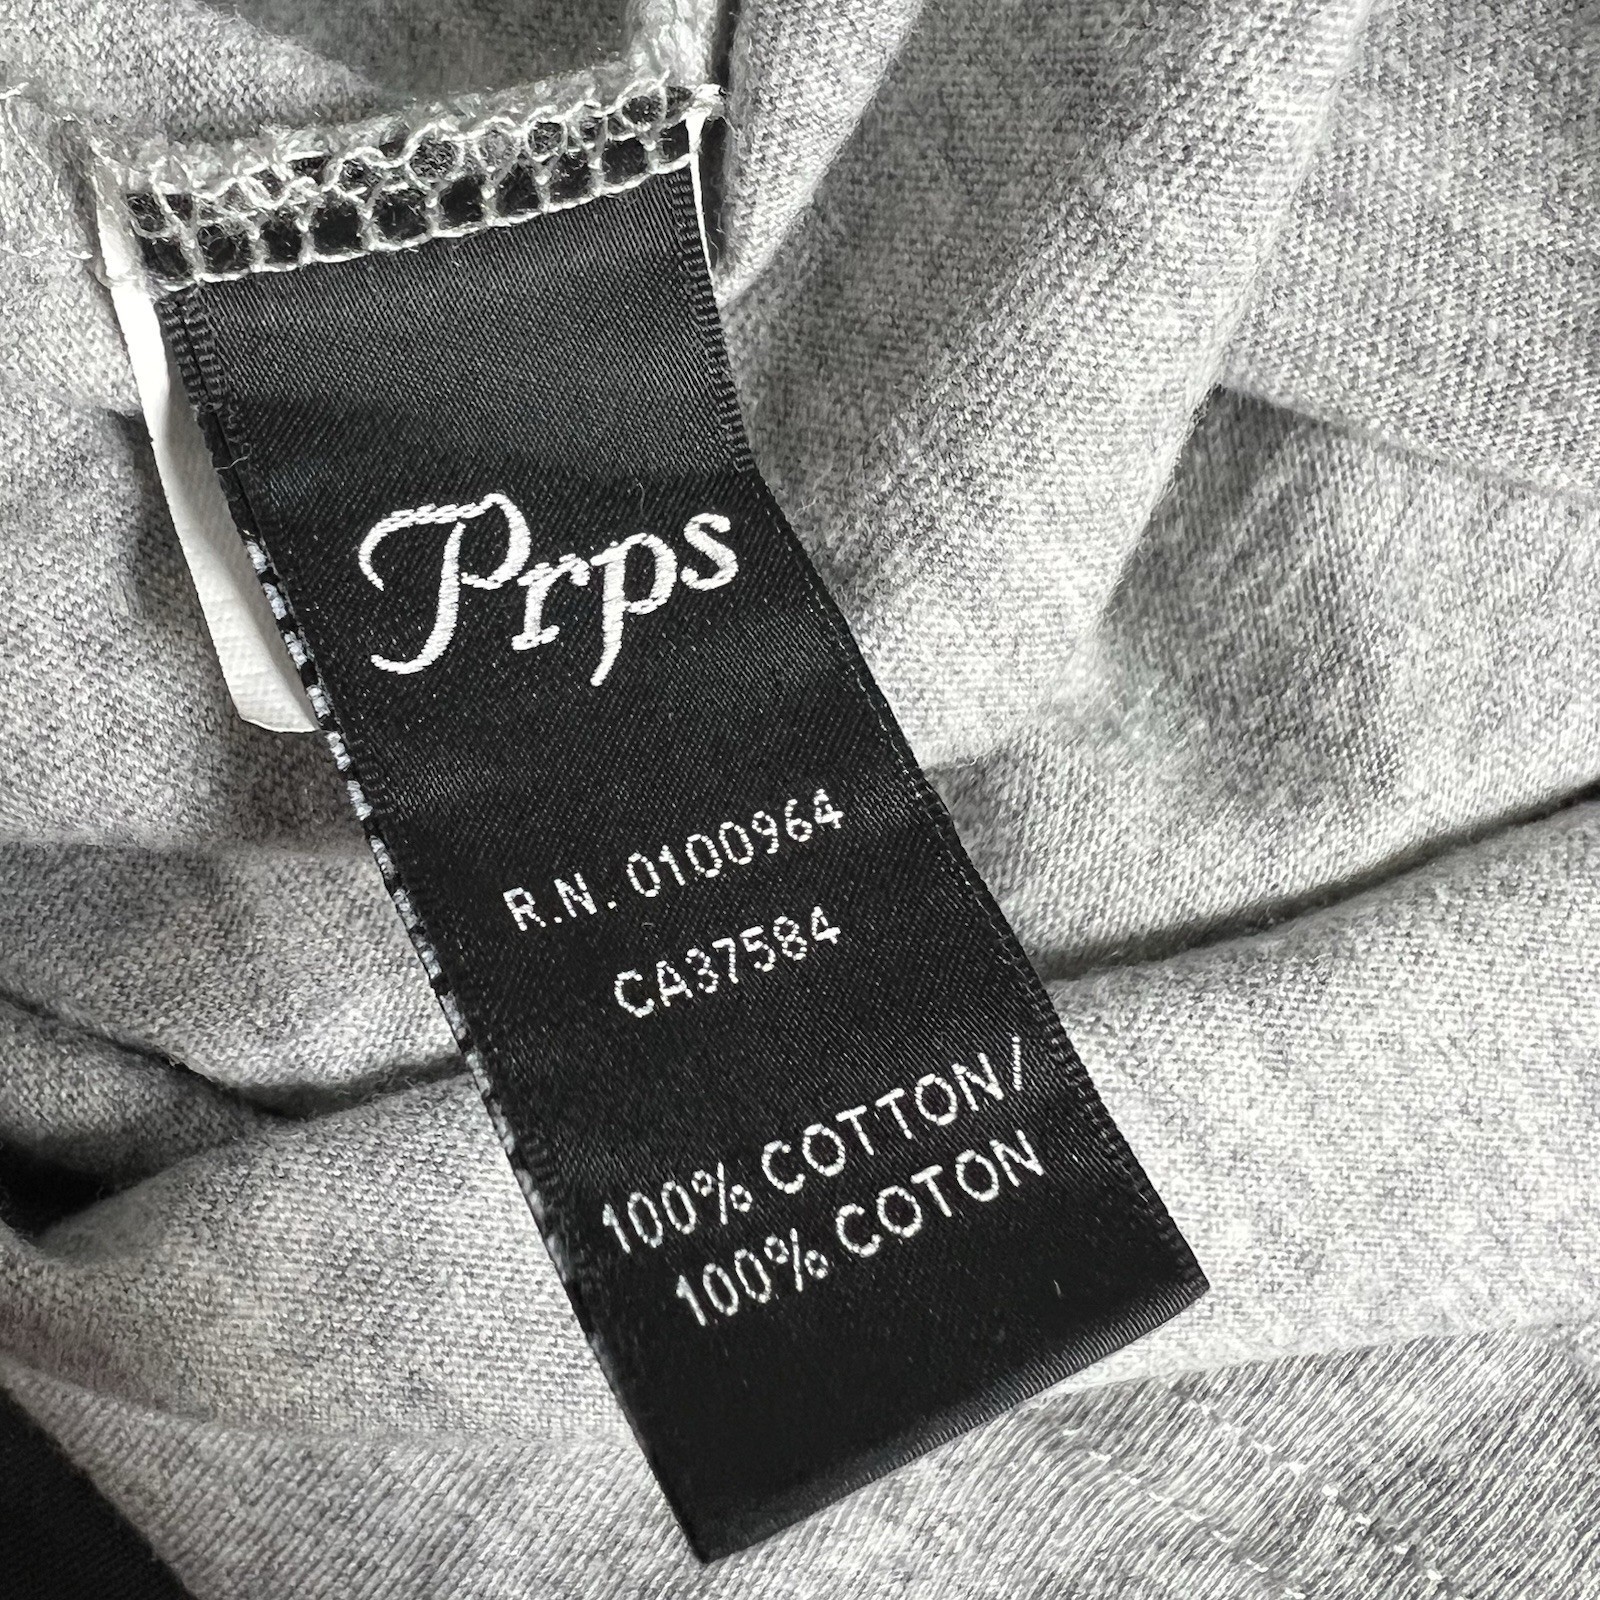 Prps
R.N. 0100964
CA37584
100% COTTON/
100% COTON